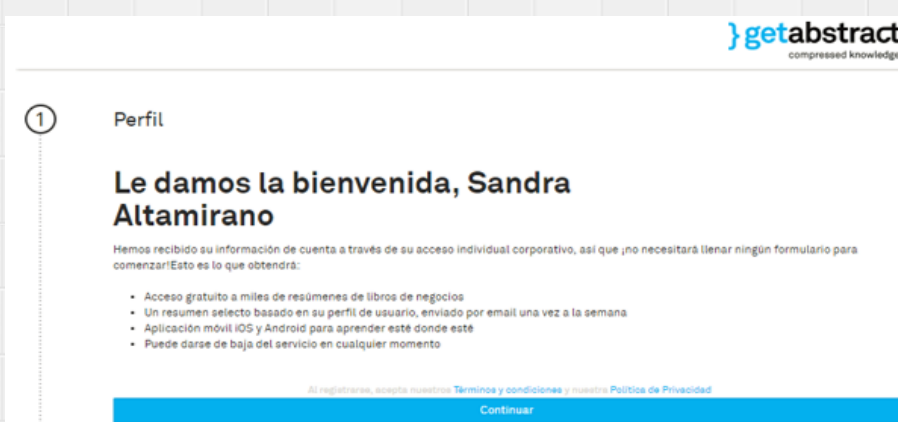 }getabstract
compressed knowledge
1
Perfil
Le damos la bienvenida, Sandra
Altamirano
Hemos recibido su información de cuenta a través de su acceso individual corporativo, así que ¡no necesitará llenar ningún formulario para
comenzar!Esto es lo que obtendrá:
• Acceso gratuito a miles de resúmenes de libros de negocios
• Un resumen selecto basado en su perfil de usuario, enviado por email una vez a la semana
• Aplicación móvil iOS y Android para aprender esté donde esté
• Puede darse de baja del servicio en cualquier momento
Al registrarse, acepta nuestros Términos y condiciones y nuestra Política de Privacidad
Continuar